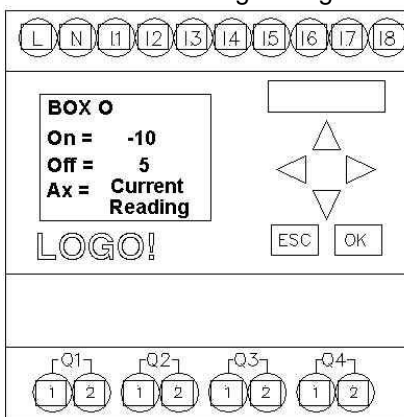 L N I1 I2 I3 I4 I5 I6 I7 I8
BOX O
On = -10
Off = 5
Ax = Current
Reading
LOGO!
ESC OK
Q1 Q2 Q3 Q4
1 2 1 2 1 2 1 2